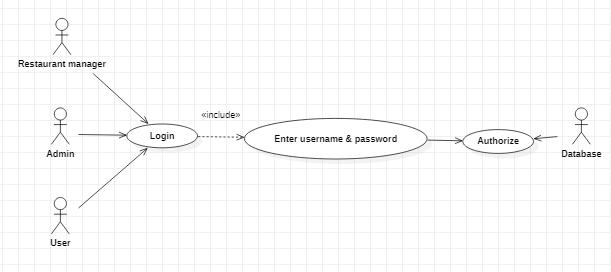 Restaurant manager
«include»
Login
Enter username & password
Authorize
Admin
Database
User